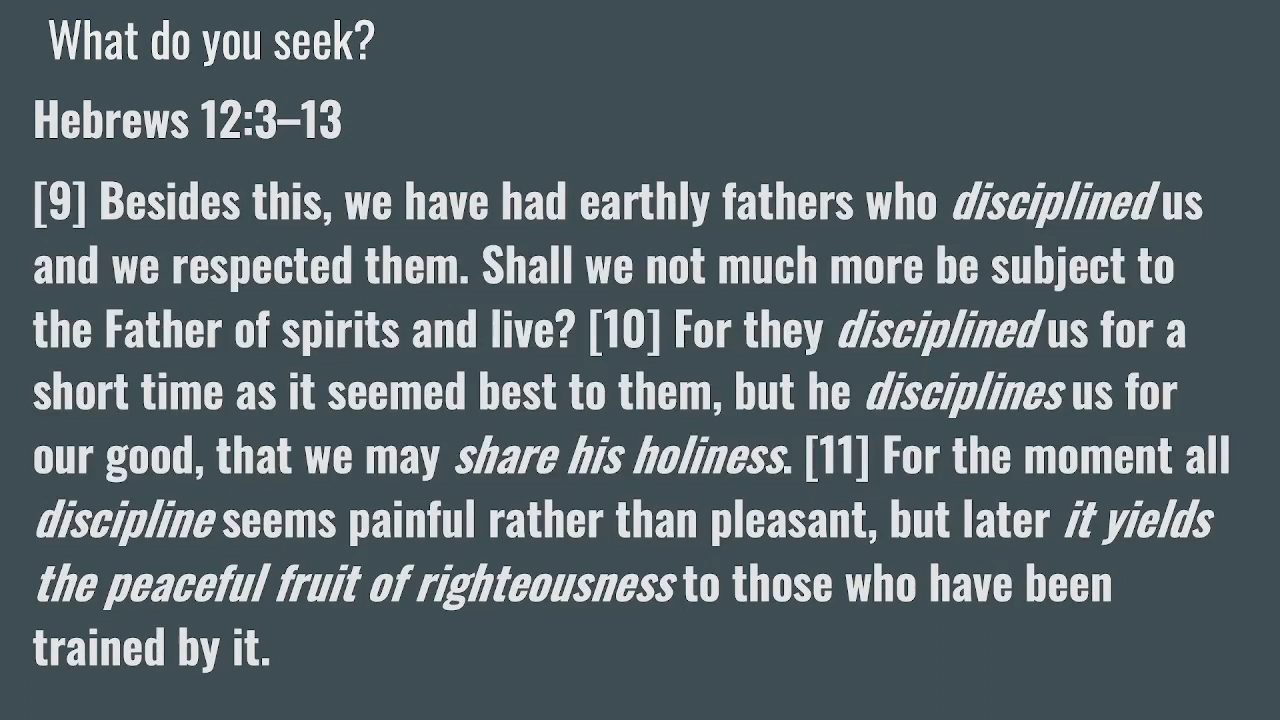 What do you seek?
Hebrews 12:3–13
[9] Besides this, we have had earthly fathers who disciplined us
and we respected them. Shall we not much more be subject to
the Father of spirits and live? [10] For they disciplined us for a
short time as it seemed best to them, but he disciplines us for
our good, that we may share his holiness. [11] For the moment all
discipline seems painful rather than pleasant, but later it yields
the peaceful fruit of righteousness to those who have been
trained by it.